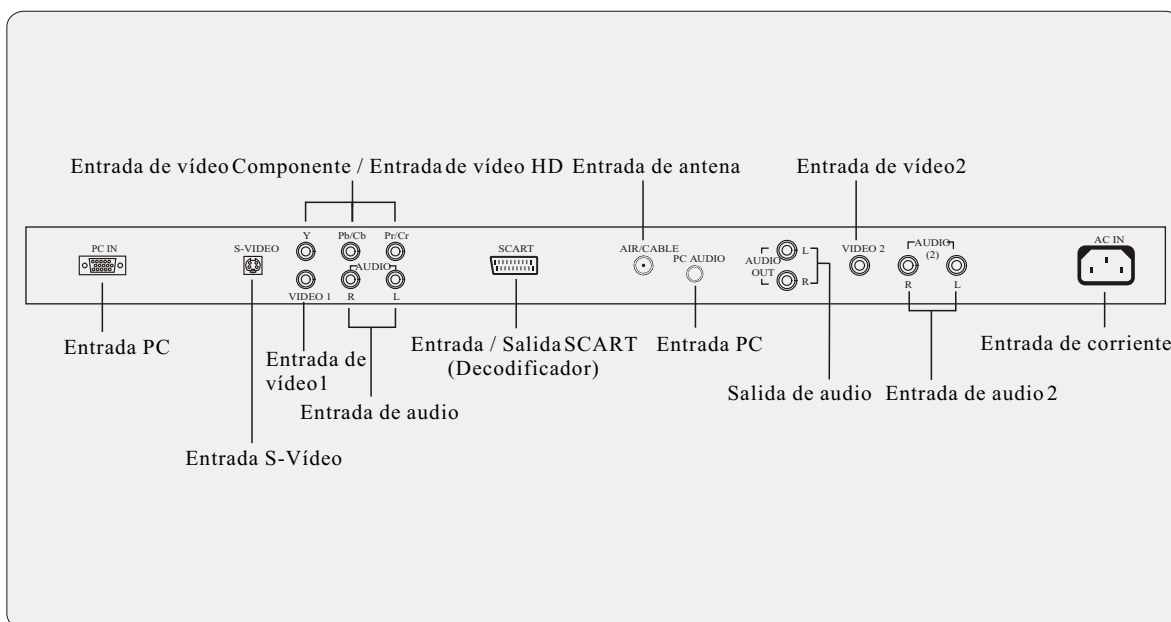 Entrada de vídeo Componente / Entrada de vídeo HD
Entrada de antena
Entrada de vídeo2
PC IN
S-VIDEO
Y
Pb/Cb
Pr/Cr
AUDIO
VIDEO 1
R
L
SCART
AIR/CABLE
PC AUDIO
AUDIO
OUT
L
R
VIDEO 2
AUDIO
(2)
R
L
AC IN
Entrada PC
Entrada de
vídeo1
Entrada de audio
Entrada S-Vídeo
Entrada / Salida SCART
(Decodificador)
Entrada PC
Salida de audio
Entrada de audio 2
Entrada de corriente